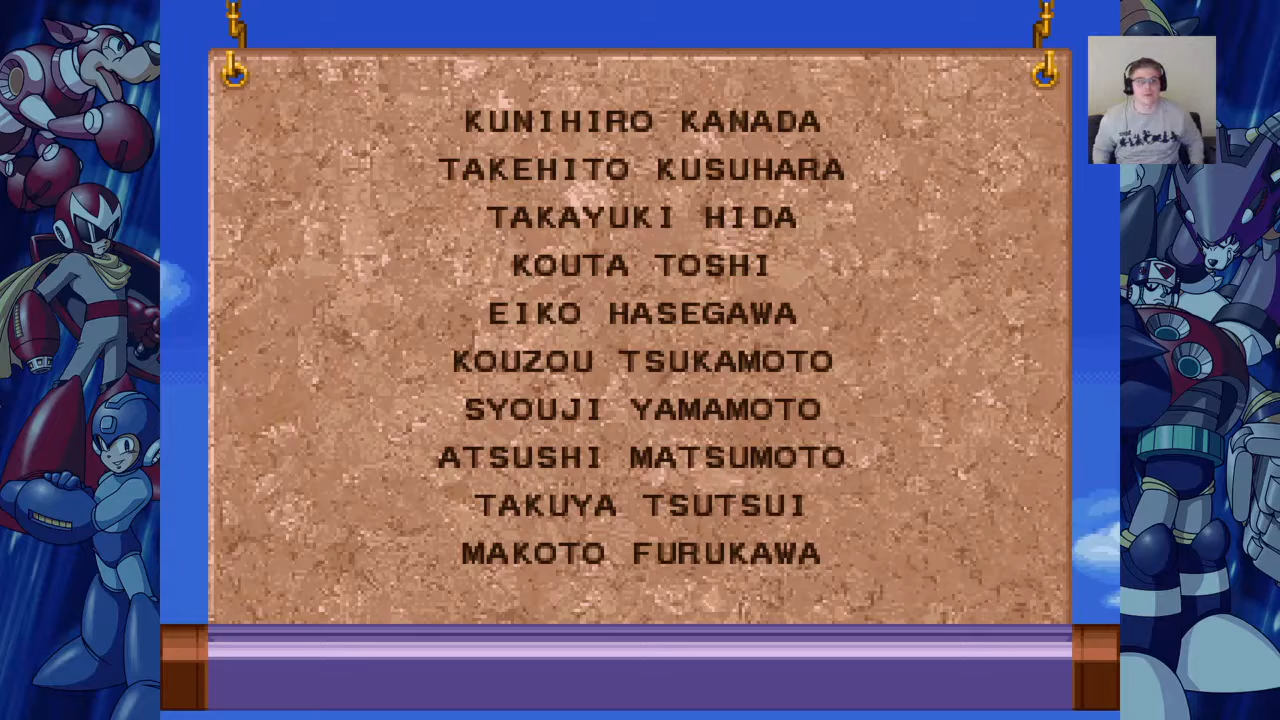 KUNIHIRO KANADA
TAKEHITO KUSUHARA
TAKAYUKI HIDA
KOUTA TOSHI
EIKO HASEGAWA
KOUZOU TSUKAMOTO
SYOUJI YAMAMOTO
ATSUSHI MATSUMOTO
TAKUYA TSUTSUI
MAKOTO FURUKAWA